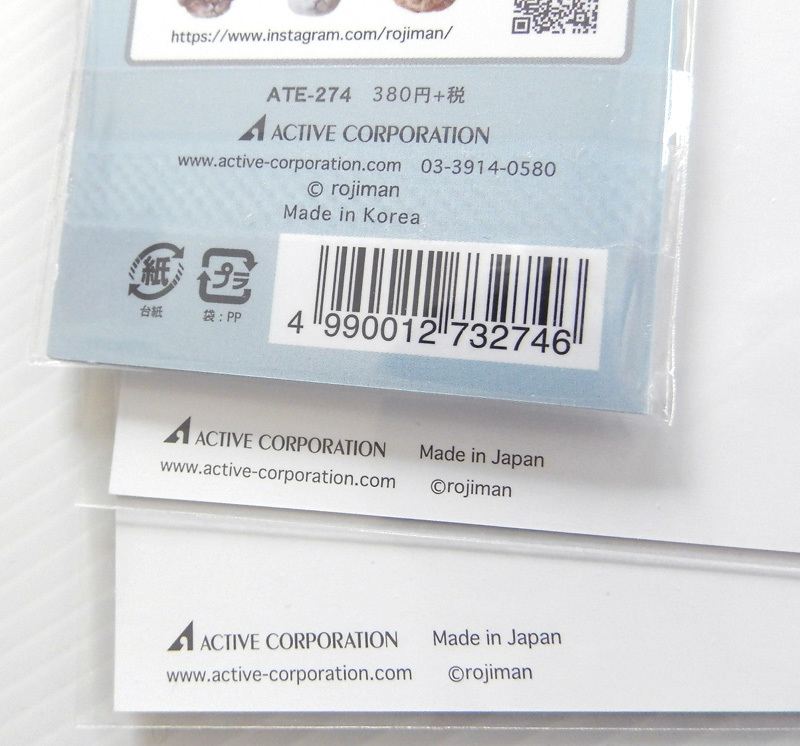 https://www.instagram.com/rojiman/
ATE-274 380円+税
ACTIVE CORPORATION
www.active-corporation.com 03-3914-0580
© rojiman
Made in Korea
紙 プラ
台紙 袋:PP
4 990012 732746
ACTIVE CORPORATION Made in Japan
www.active-corporation.com ©rojiman
ACTIVE CORPORATION Made in Japan
www.active-corporation.com ©rojiman